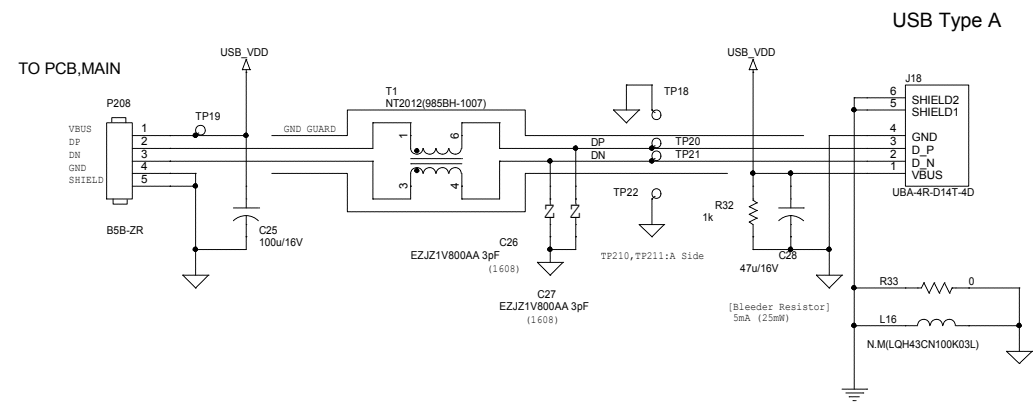 USB Type A
TO PCB,MAIN
USB_VDD
USB_VDD
P208
TP19
T1
NT2012(985BH-1007)
TP18
J18
VBUS 1
DP 2
DN 3
GND 4
SHIELD 5
B5B-ZR
GND GUARD
1
6
3
4
DP
DN
TP20
TP21
TP22
6 SHIELD2
5 SHIELD1
4 GND
3 D_P
2 D_N
1 VBUS
UBA-4R-D14T-4D
C25
100u/16V
C26
EZJZ1V800AA 3pF
(1608)
C27
EZJZ1V800AA 3pF
(1608)
TP210,TP211:A Side
R32
1k
C28
47u/16V
[Bleeder Resistor]
5mA (25mW)
R33 0
L16
N.M(LQH43CN100K03L)